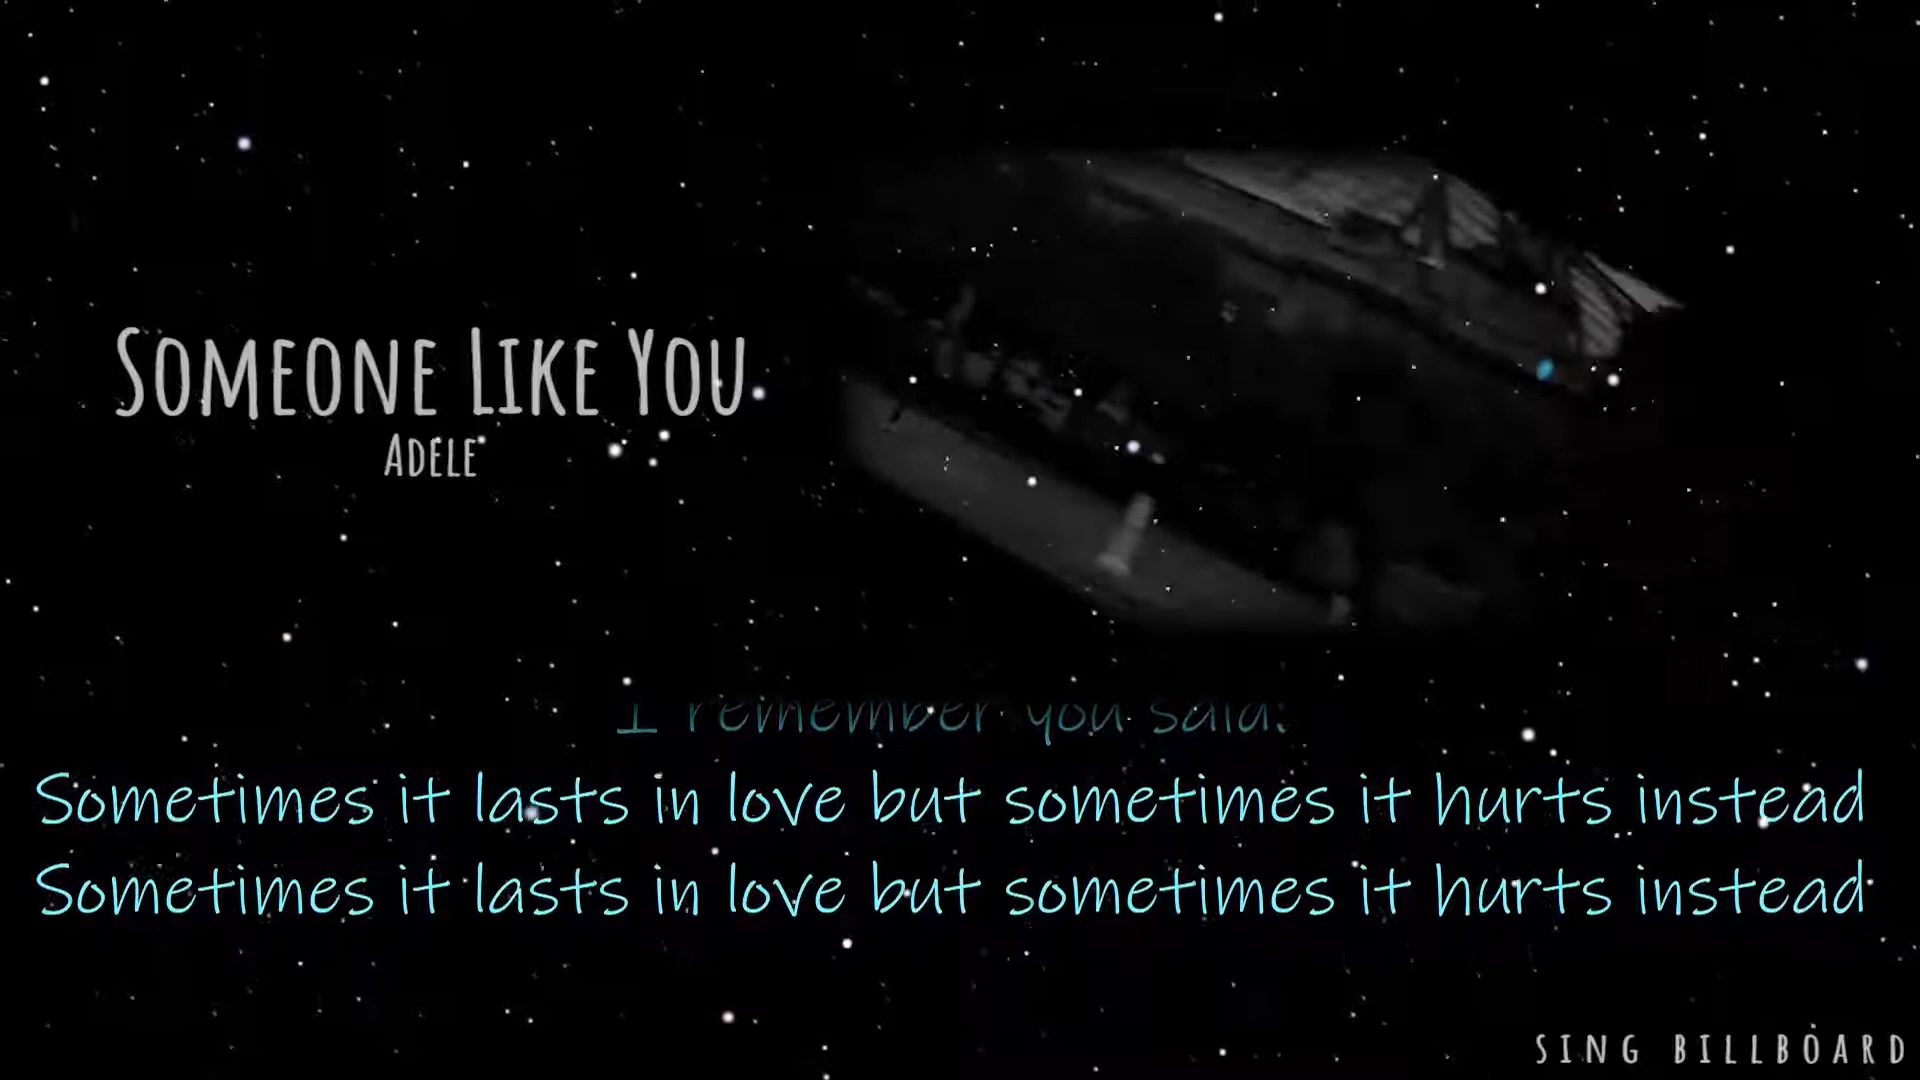 Someone Like You
Adele
I remember you said:
Sometimes it lasts in love but sometimes it hurts instead
Sometimes it lasts in love but sometimes it hurts instead
SING BILLBOARD